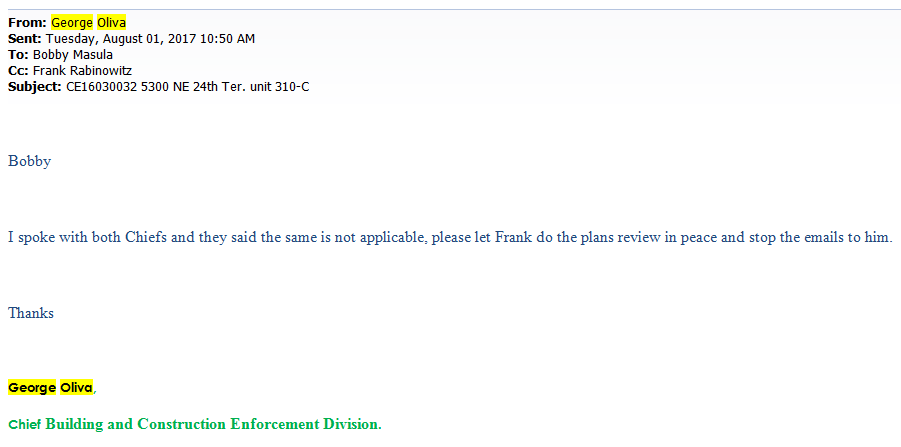 From: George Oliva
Sent: Tuesday, August 01, 2017 10:50 AM
To: Bobby Masula
Cc: Frank Rabinowitz
Subject: CE16030032 5300 NE 24th Ter. unit 310-C
Bobby
I spoke with both Chiefs and they said the same is not applicable, please let Frank do the plans review in peace and stop the emails to him.
Thanks
George Oliva,
Chief Building and Construction Enforcement Division.